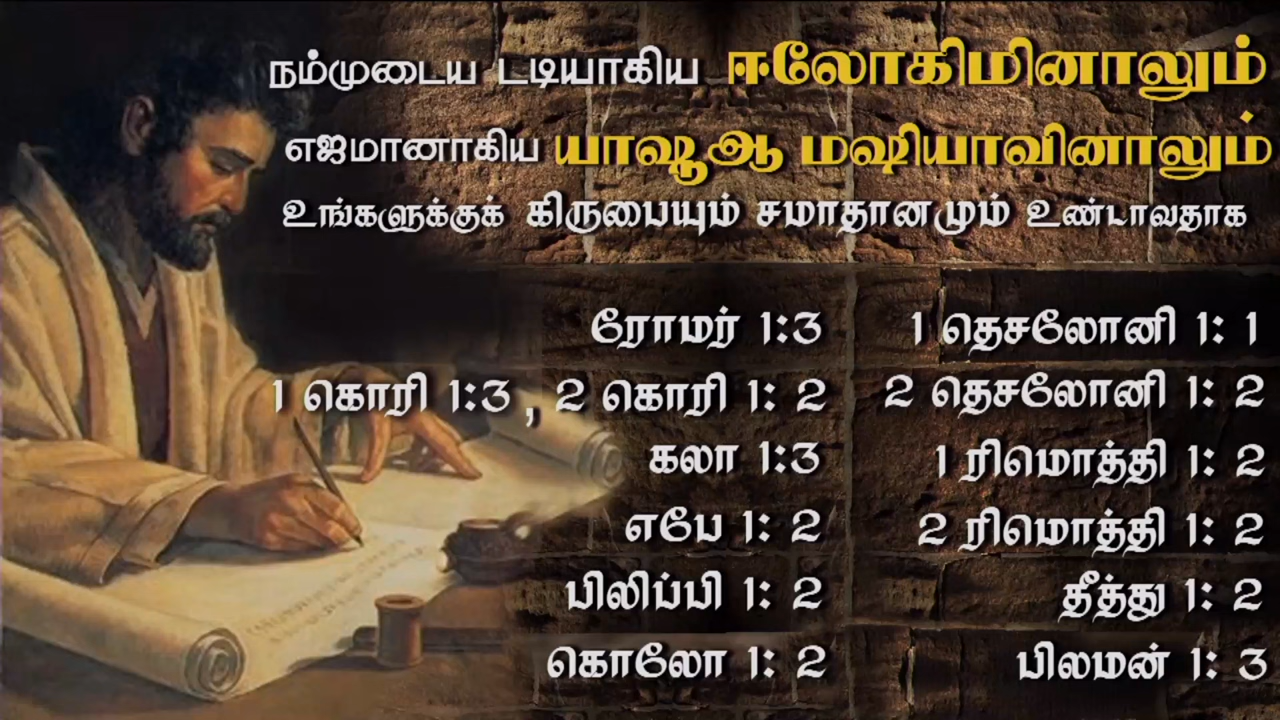 நம்முடைய டடியாகிய ஈலோகிமினாலும்
எஜமானாகிய யாஷூஆ மஷியாவினாலும்
உங்களுக்குக் கிருபையும் சமாதானமும் உண்டாவதாக
ரோமர் 1:3
1 கொரி 1:3 , 2 கொரி 1: 2
கலா 1:3
எபே 1: 2
பிலிப்பி 1: 2
கொலோ 1: 2
1 தெசலோனி 1: 1
2 தெசலோனி 1: 2
1 ரிமொத்தி 1: 2
2 ரிமொத்தி 1: 2
தீத்து 1: 2
பிலமன் 1: 3